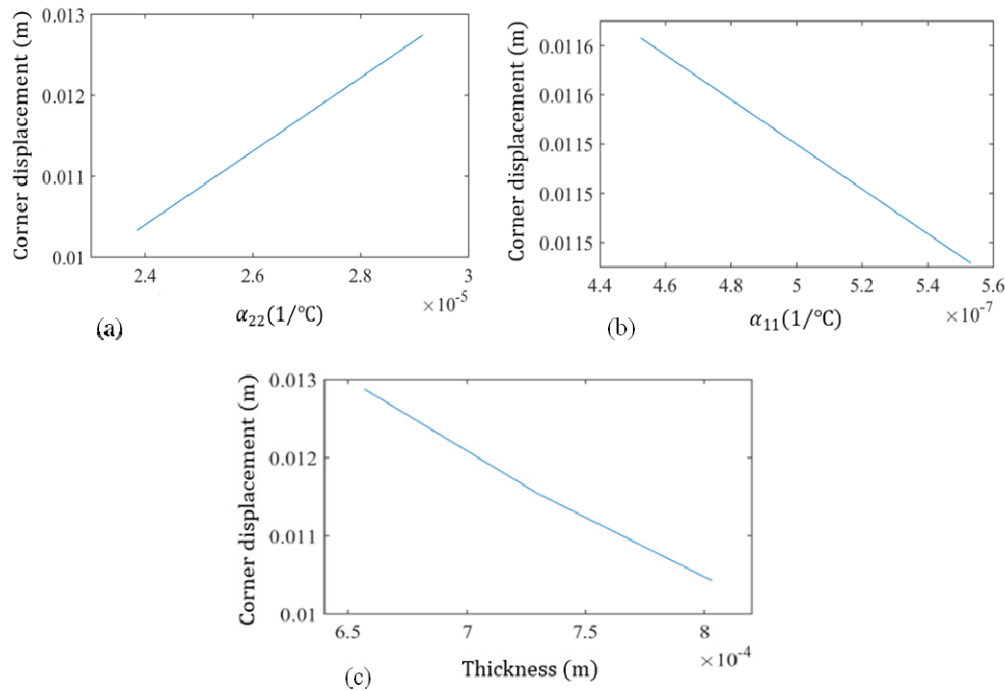 0.013
0.012
0.011
0.01
Corner displacement (m)
2.4 2.6 2.8 3
×10⁻⁵
α₂₂(1/°C)
(a)
0.0116
0.0116
0.0115
0.0115
0.0115
Corner displacement (m)
4.4 4.6 4.8 5 5.2 5.4 5.6
×10⁻⁷
α₁₁(1/°C)
(b)
0.013
0.012
0.011
0.01
Corner displacement (m)
6.5 7 7.5 8
×10⁻⁴
Thickness (m)
(c)